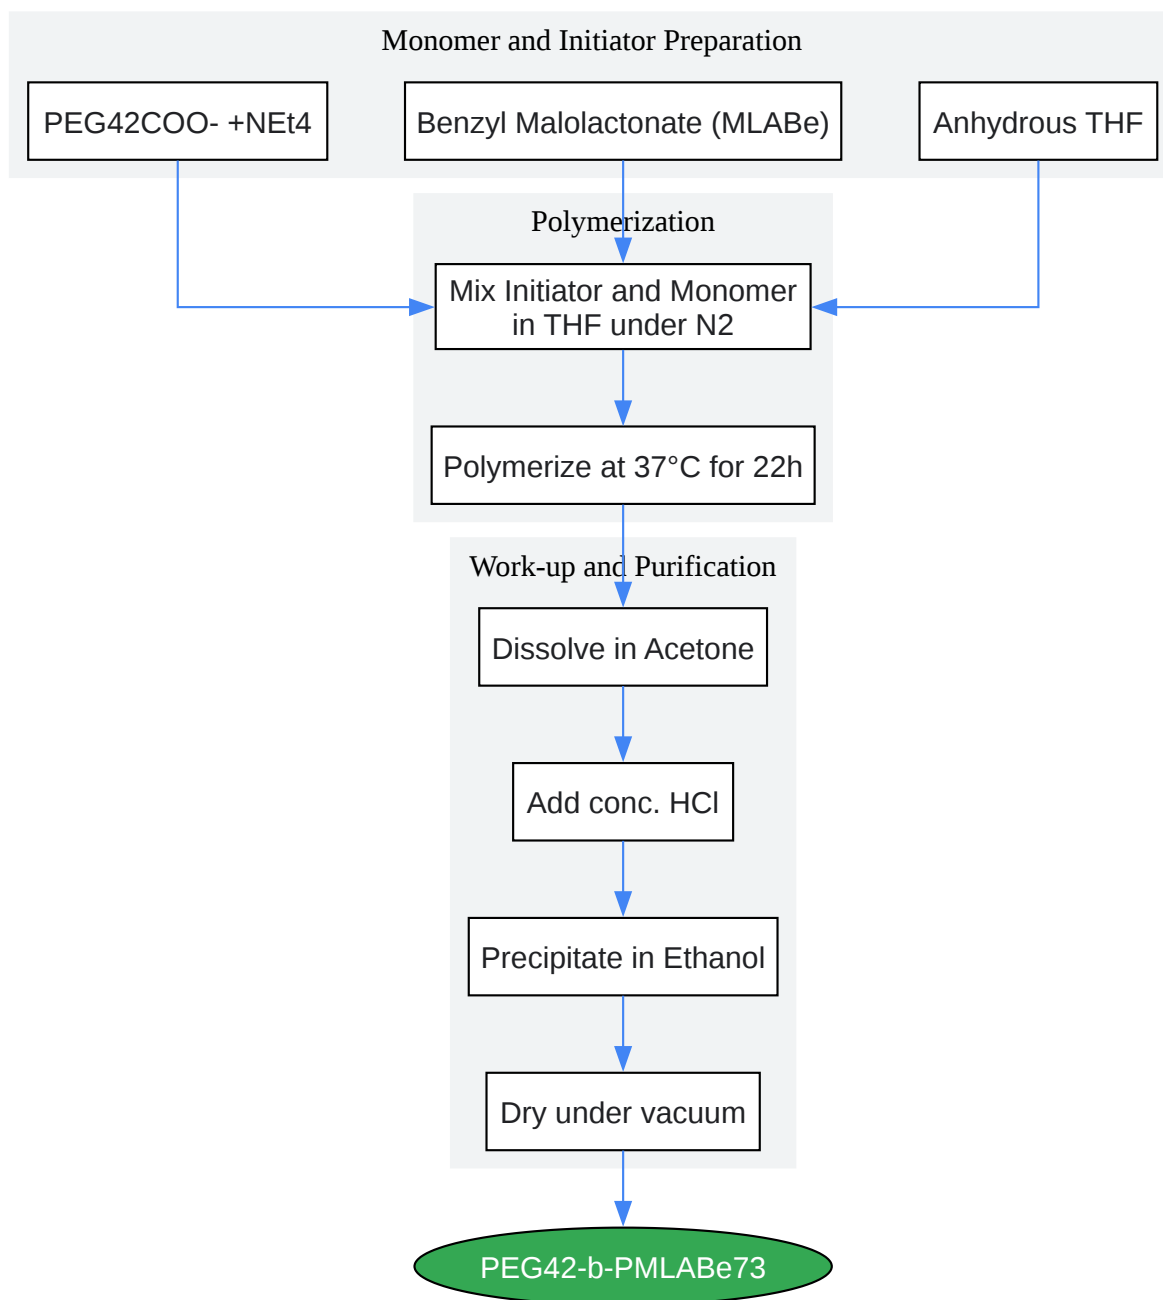 Monomer and Initiator Preparation
PEG42COO- +NEt4
Benzyl Malolactonate (MLABe)
Anhydrous THF
Polymerization
Mix Initiator and Monomer
in THF under N2
Polymerize at 37°C for 22h
Work-up and Purification
Dissolve in Acetone
Add conc. HCl
Precipitate in Ethanol
Dry under vacuum
PEG42-b-PMLABe73